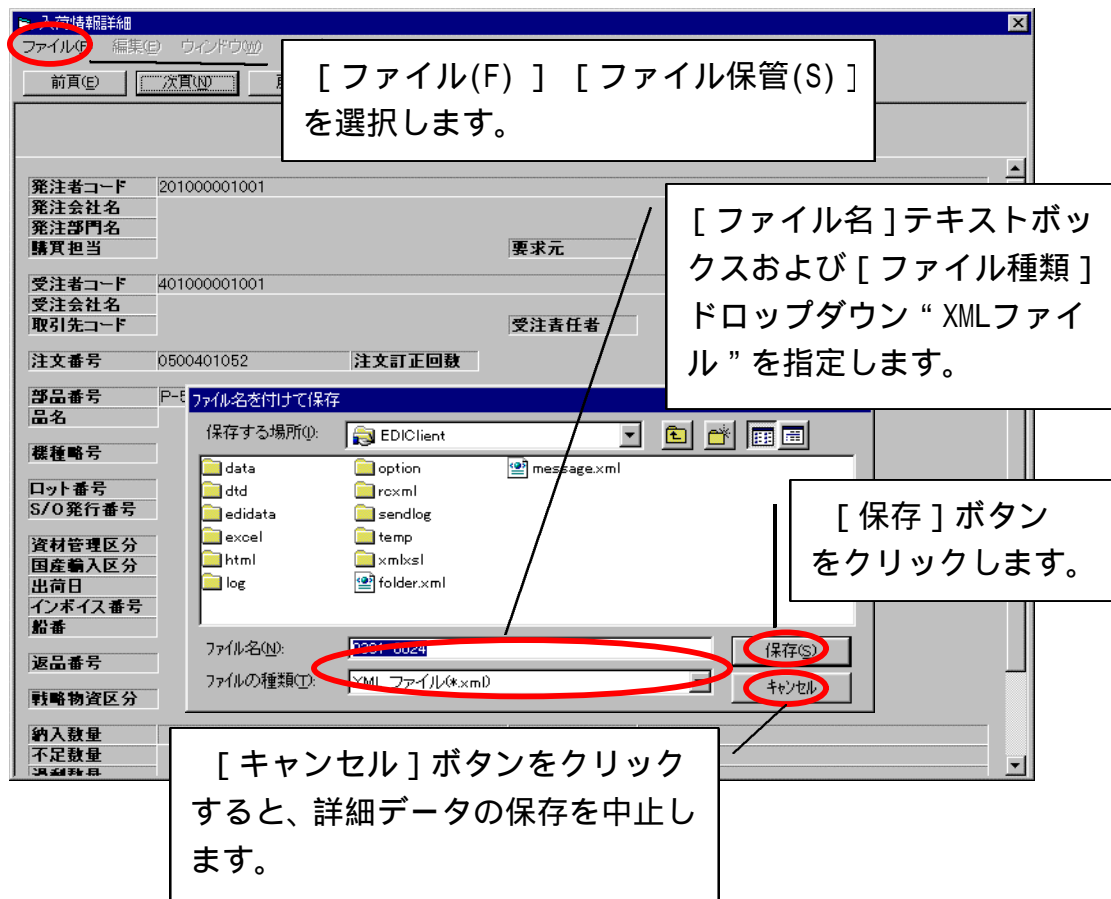 入荷情報詳細
ファイル(F) 編集(E) ウィンドウ(W)
前頁(E) 次頁(N)
[ファイル(F)] [ファイル保管(S)]
を選択します。
発注者コード 201000001001
発注会社名
発注部門名
購買担当 要求元
[ファイル名]テキストボッ
クスおよび[ファイル種類]
ドロップダウン“XMLファイ
ル”を指定します。
受注者コード 401000001001
受注会社名
取引先コード 受注責任者
注文番号 0500401052 注文訂正回数
部品番号
品名
機種略号
ロット番号
S/O発行番号
資材管理区分
国産輸入区分
出荷日
インボイス番号
船番
返品番号
戦略物資区分
納入数量
不足数量
過剰数量
ファイル名を付けて保存
保存する場所(I): EDIClient
data option message.xml
dtd rcxml
edidata sendlog
excel temp
html xmlxsl
log folder.xml
ファイル名(N):
保存(S)
ファイルの種類(T): XML ファイル(*.xml)
キャンセル
[保存]ボタン
をクリックします。
[キャンセル]ボタンをクリック
すると、詳細データの保存を中止し
ます。